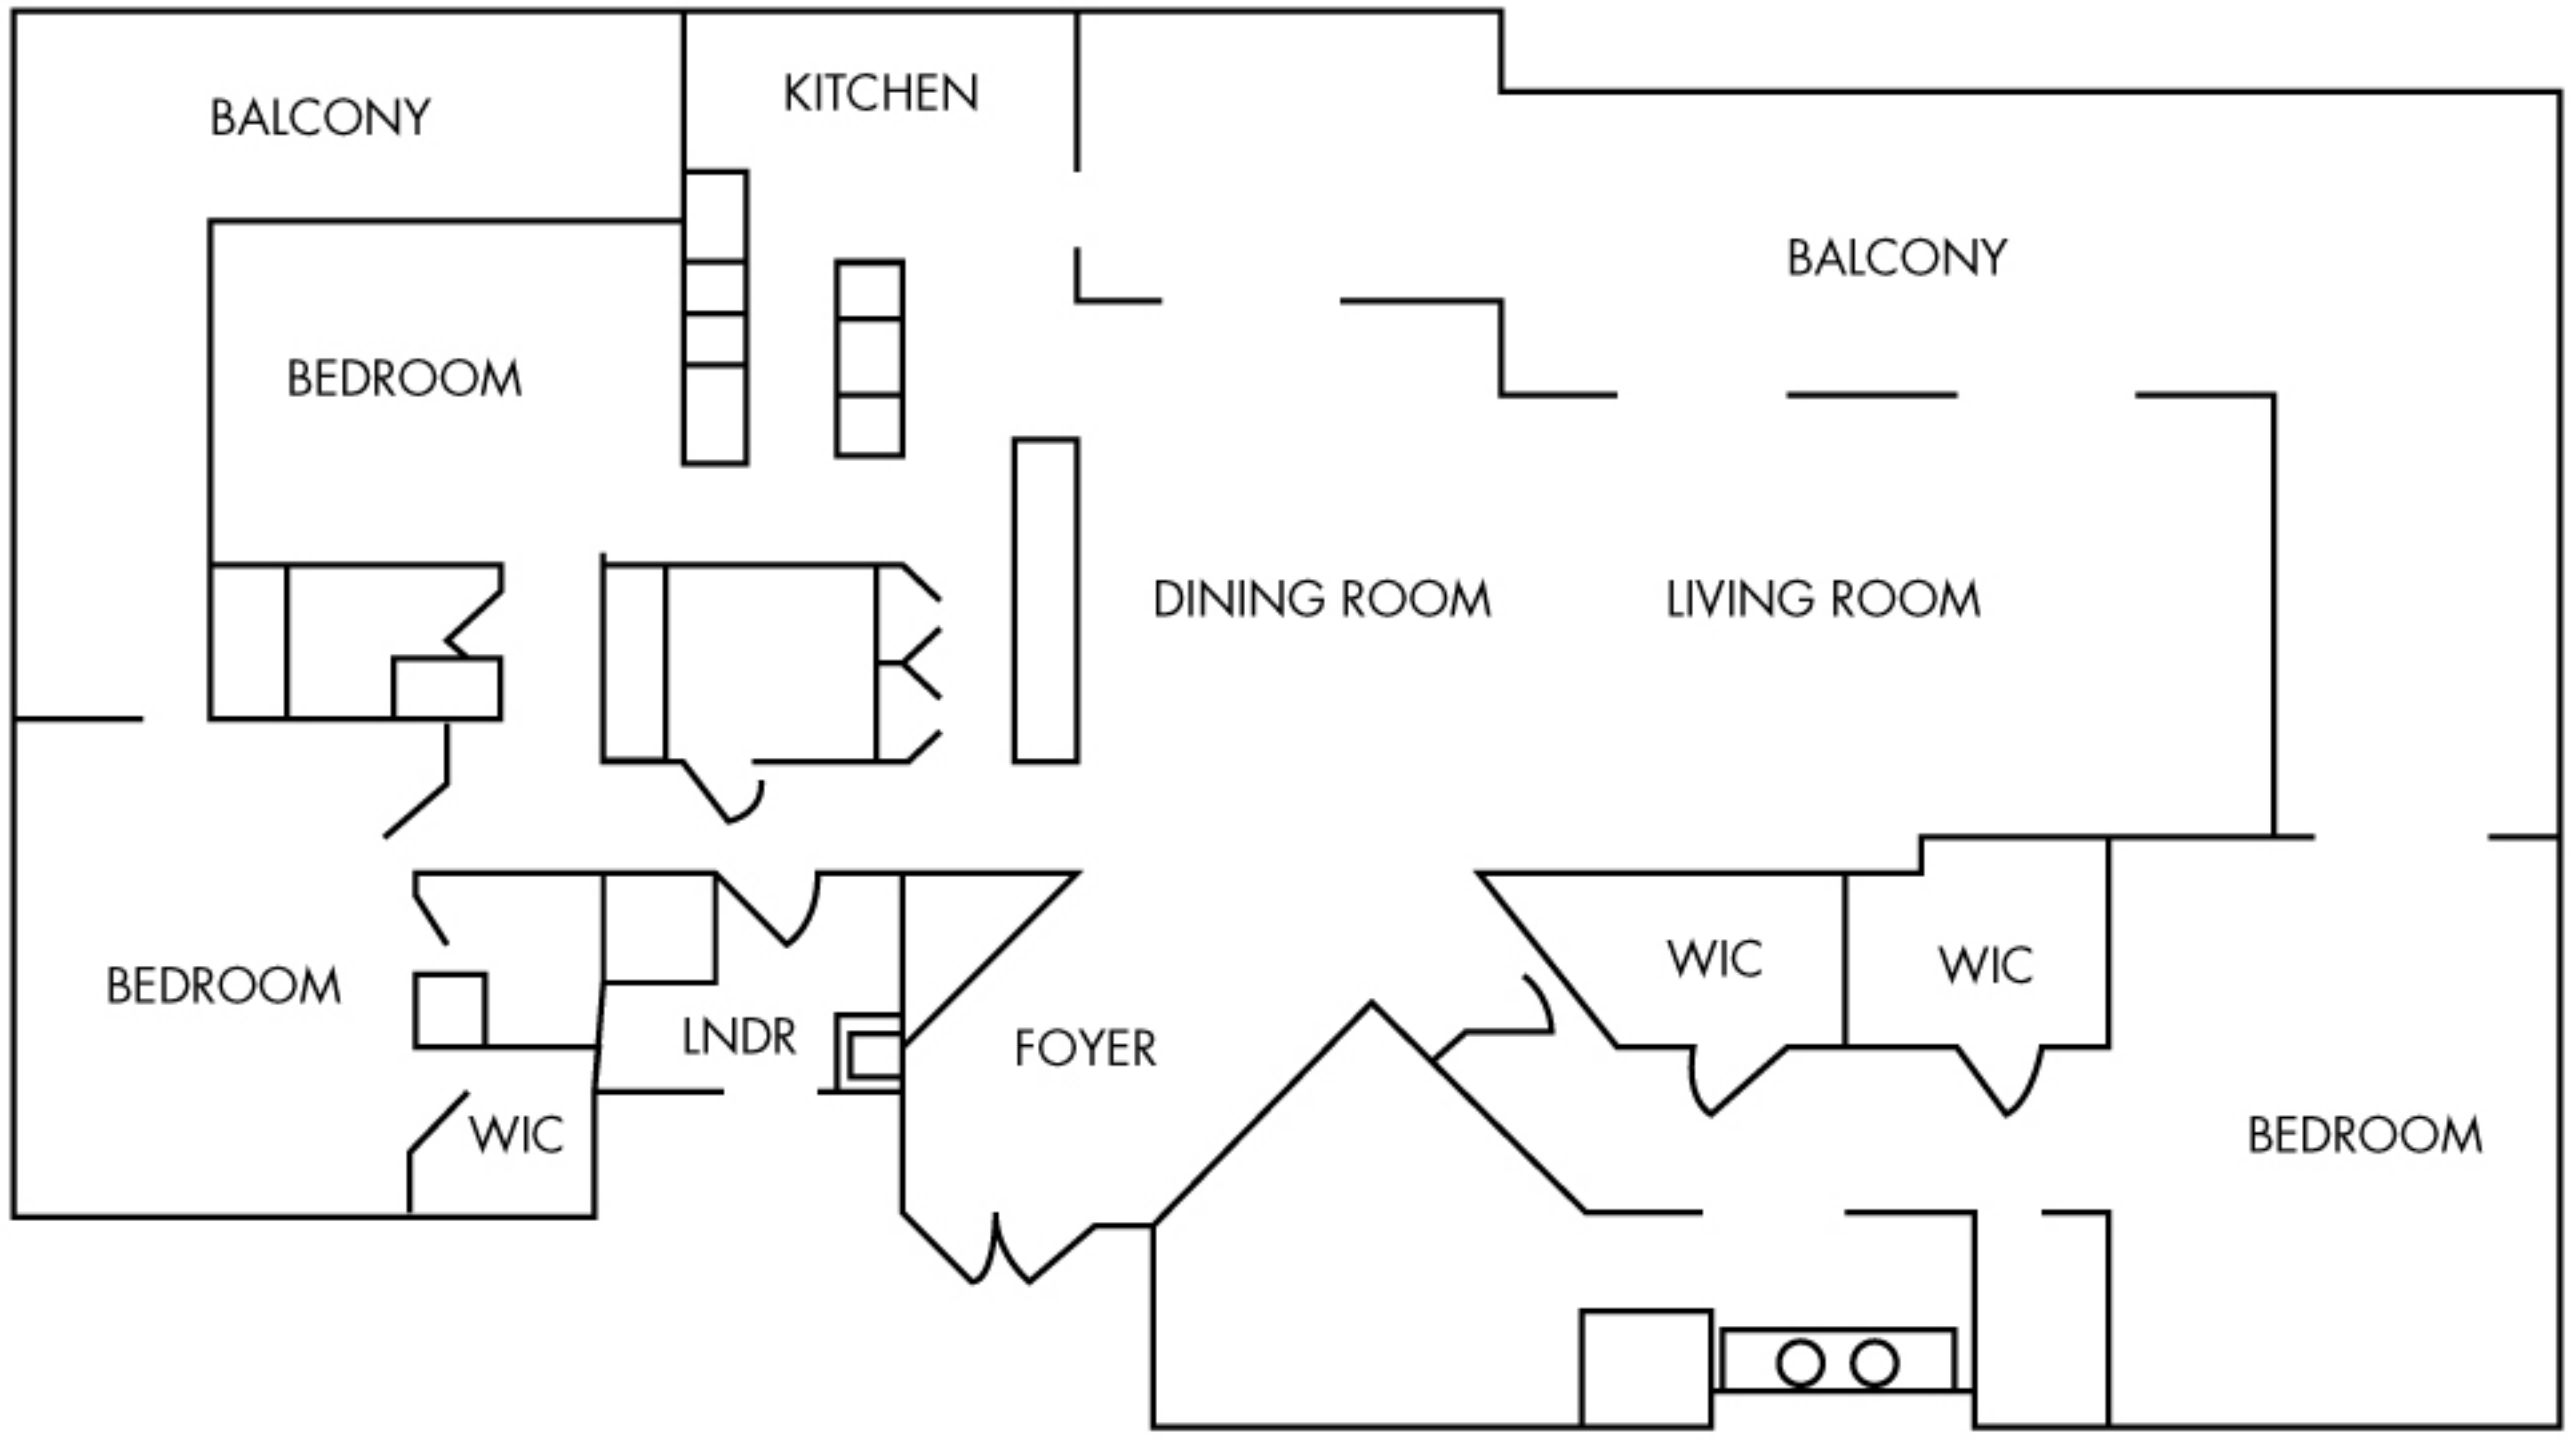 KITCHEN
BALCONY
BALCONY
BEDROOM
DINING ROOM
LIVING ROOM
BEDROOM
WIC
WIC
LNDR
FOYER
WIC
BEDROOM